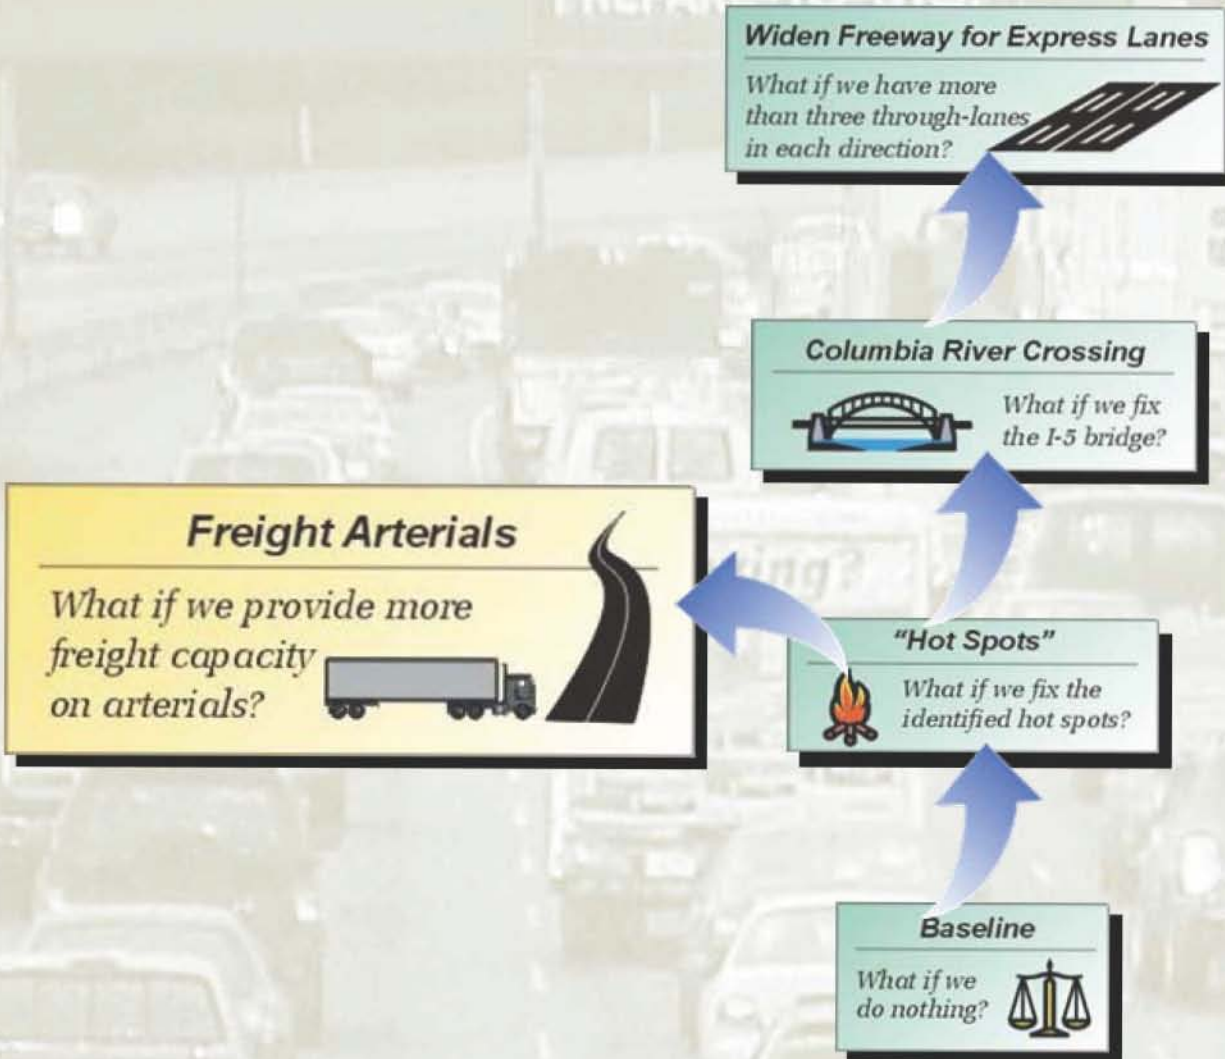 Widen Freeway for Express Lanes
What if we have more
than three through-lanes
in each direction?
Columbia River Crossing
What if we fix
the I-5 bridge?
Freight Arterials
What if we provide more
freight capacity
on arterials?
"Hot Spots"
What if we fix the
identified hot spots?
Baseline
What if we
do nothing?